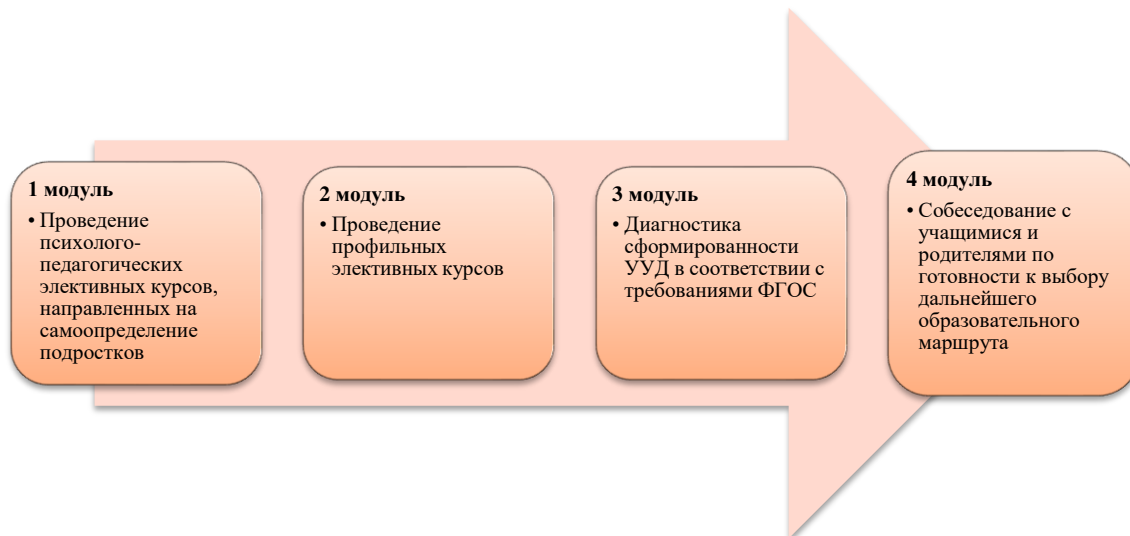 1 модуль
• Проведение
психолого-
педагогических
элективных курсов,
направленных на
самоопределение
подростков
2 модуль
• Проведение
профильных
элективных курсов
3 модуль
• Диагностика
сформированности
УУД в соответствии с
требованиями ФГОС
4 модуль
• Собеседование с
учащимися и
родителями по
готовности к выбору
дальнейшего
образовательного
маршрута